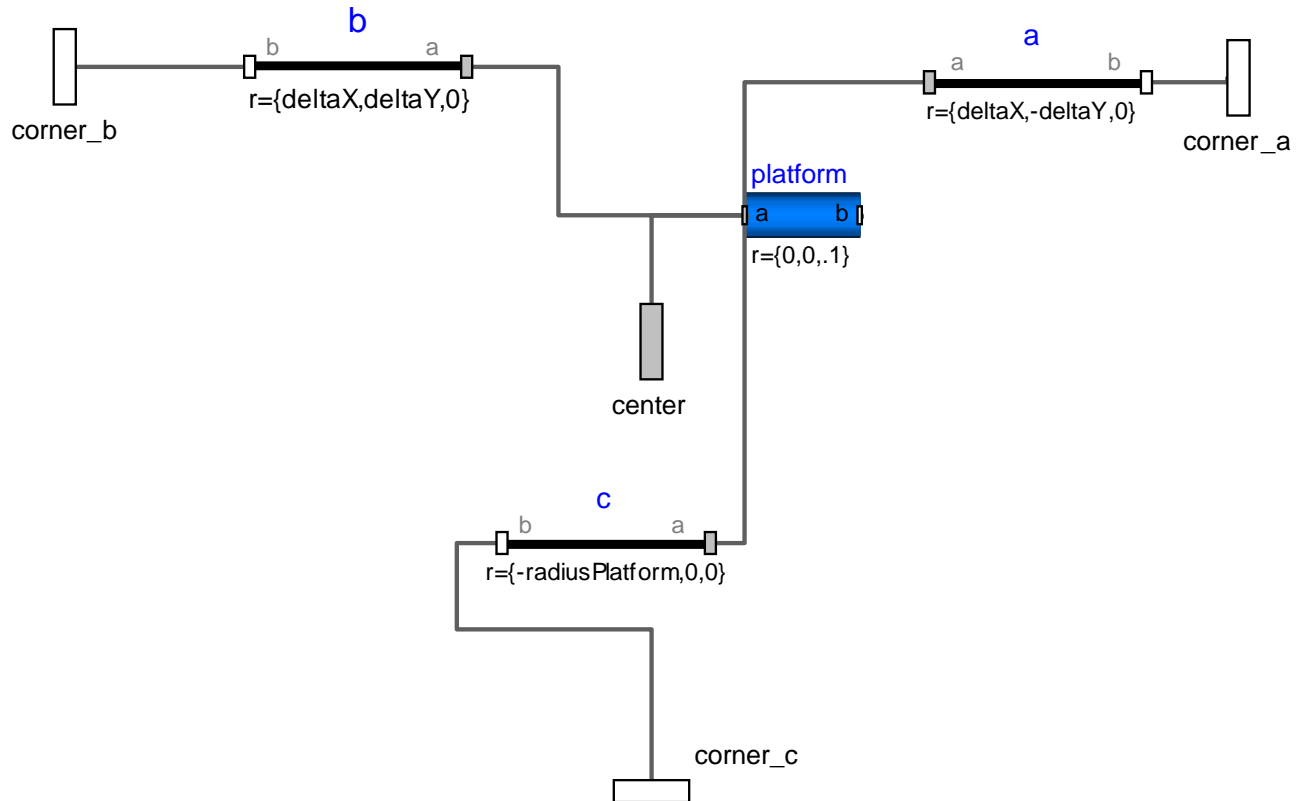 b
b a
r={deltaX,deltaY,0}
corner_b
a
a b
r={deltaX,-deltaY,0}
corner_a
platform
a b
r={0,0,.1}
center
c
b a
r={-radiusPlatform,0,0}
corner_c